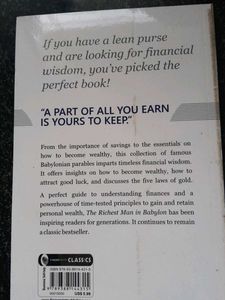 If you have a lean purse
and are looking for financial
wisdom, you've picked the
perfect book!
“A PART OF ALL YOU EARN
IS YOURS TO KEEP.”
From the importance of savings to the essentials on
how to become wealthy, this collection of famous
Babylonian parables imparts timeless financial wisdom.
It offers insights on how to become wealthy, how to
attract good luck, and discusses the five laws of gold.
A perfect guide to understanding finances and a
powerhouse of time-tested principles to gain and retain
personal wealth, The Richest Man in Babylon has been
inspiring readers for generations. It continues to remain
a classic bestseller.
CLASSICS